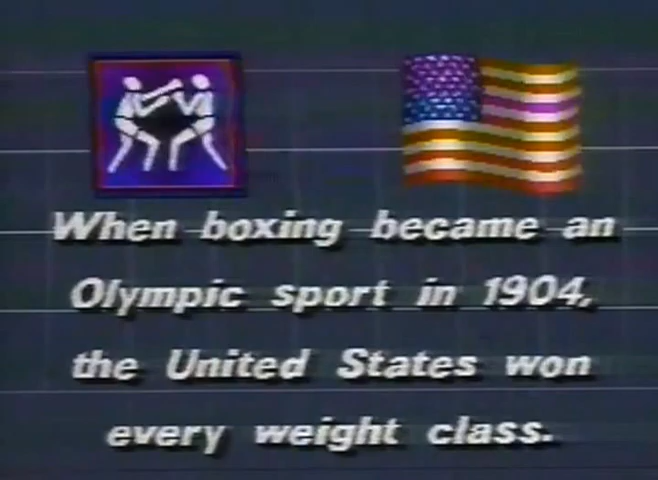 When boxing became an
Olympic sport in 1904,
the United States won
every weight class.